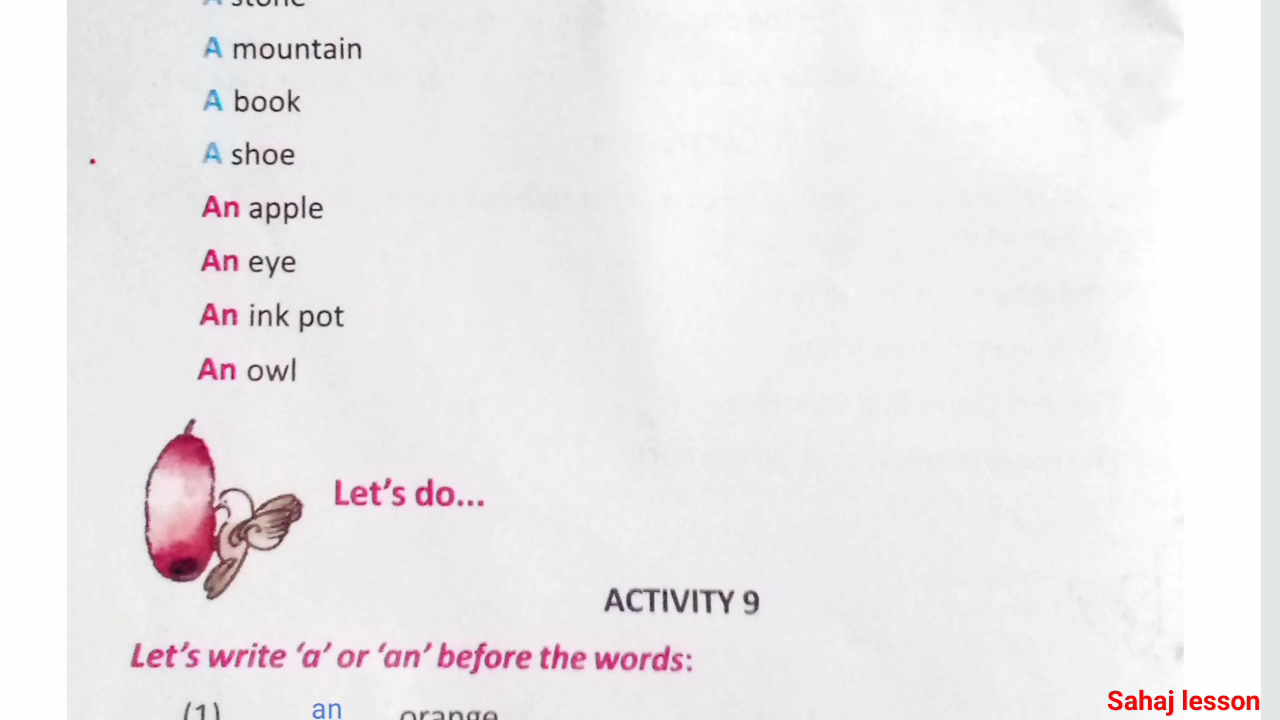 A stone
A mountain
A book
A shoe
An apple
An eye
An ink pot
An owl
Let's do...
ACTIVITY 9
Let's write 'a' or 'an' before the words:
(1) an orange
Sahaj lesson